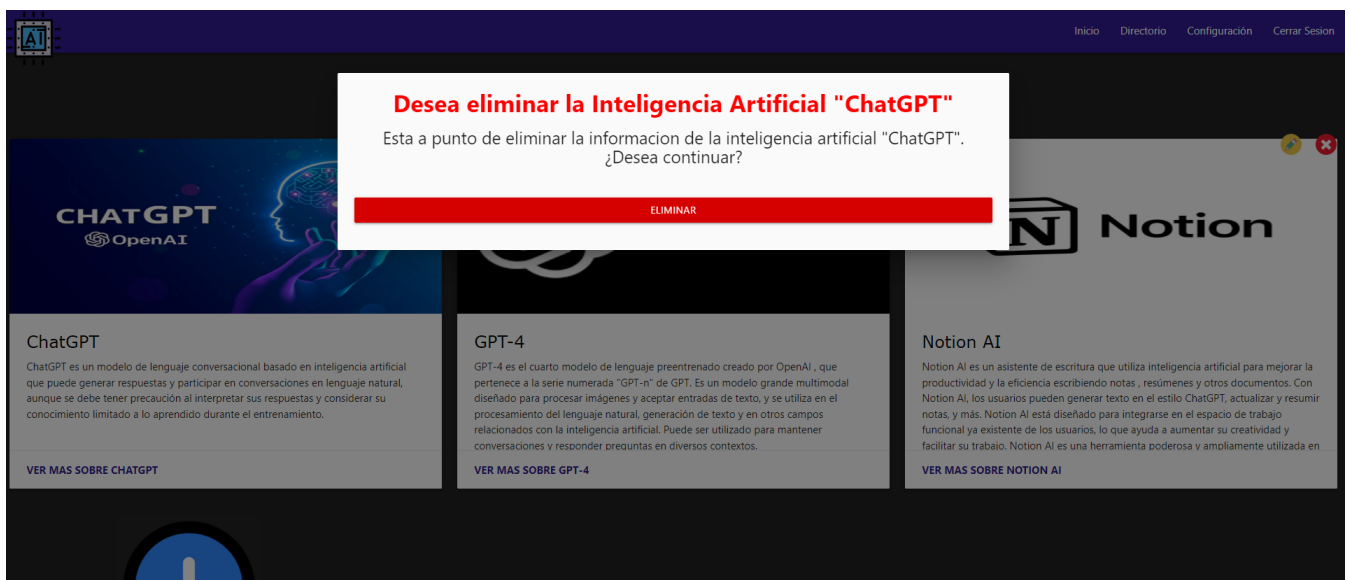 AI
Inicio Directorio Configuración Cerrar Sesion
Desea eliminar la Inteligencia Artificial "ChatGPT"
Esta a punto de eliminar la informacion de la inteligencia artificial "ChatGPT".
¿Desea continuar?
ELIMINAR
CHATGPT
OpenAI
N Notion
ChatGPT
ChatGPT es un modelo de lenguaje conversacional basado en inteligencia artificial
que puede generar respuestas y participar en conversaciones en lenguaje natural,
aunque se debe tener precaución al interpretar sus respuestas y considerar su
conocimiento limitado a lo aprendido durante el entrenamiento.
VER MAS SOBRE CHATGPT
GPT-4
GPT-4 es el cuarto modelo de lenguaje preentrenado creado por OpenAI , que
pertenece a la serie numerada "GPT-n" de GPT. Es un modelo grande multimodal
diseñado para procesar imágenes y aceptar entradas de texto, y se utiliza en el
procesamiento del lenguaje natural, generación de texto y en otros campos
relacionados con la inteligencia artificial. Puede ser utilizado para mantener
conversaciones y responder preguntas en diversos contextos.
VER MAS SOBRE GPT-4
Notion AI
Notion AI es un asistente de escritura que utiliza inteligencia artificial para mejorar la
productividad y la eficiencia escribiendo notas , resúmenes y otros documentos. Con
Notion AI, los usuarios pueden generar texto en el estilo ChatGPT, actualizar y resumir
notas, y más. Notion AI está diseñado para integrarse en el espacio de trabajo
funcional ya existente de los usuarios, lo que ayuda a aumentar su creatividad y
facilitar su trabajo. Notion AI es una herramienta poderosa y ampliamente utilizada en
VER MAS SOBRE NOTION AI